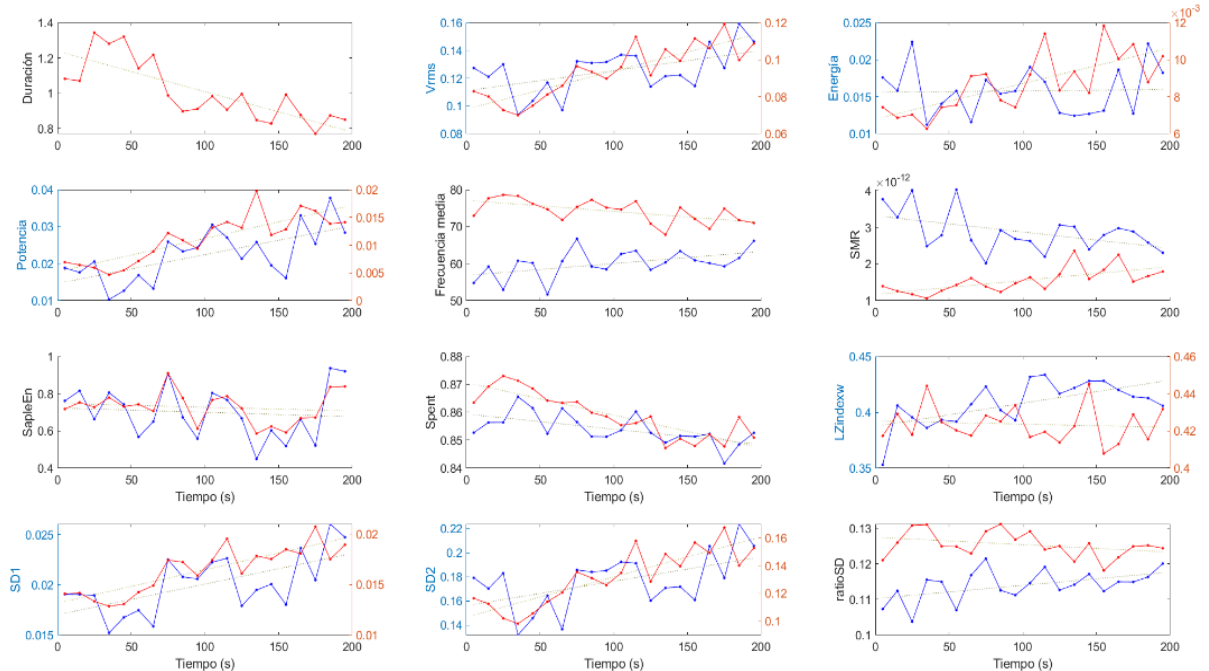 1.4
1.2
1
0.8
Duración
0 50 100 150 200
0.16
0.14
0.12
0.1
0.08
Vrms
0.12
0.1
0.08
0.06
0 50 100 150 200
0.025
0.02
0.015
0.01
Energía
×10⁻³
12
10
8
6
0 50 100 150 200
0.04
0.03
0.02
0.01
Potencia
0.02
0.015
0.01
0.005
0
0 50 100 150 200
80
70
60
50
Frecuencia media
0 50 100 150 200
×10⁻¹²
4
3
2
1
SMR
0 50 100 150 200
1
0.8
0.6
0.4
SapleEn
0 50 100 150 200
Tiempo (s)
0.88
0.87
0.86
0.85
0.84
Spent
0 50 100 150 200
Tiempo (s)
0.45
0.4
0.35
LZindexw
0.46
0.44
0.42
0.4
0 50 100 150 200
Tiempo (s)
0.025
0.02
0.015
SD1
0.02
0.015
0.01
0 50 100 150 200
Tiempo (s)
0.22
0.2
0.18
0.16
0.14
SD2
0.16
0.14
0.12
0.1
0 50 100 150 200
Tiempo (s)
0.13
0.12
0.11
0.1
ratioSD
0 50 100 150 200
Tiempo (s)